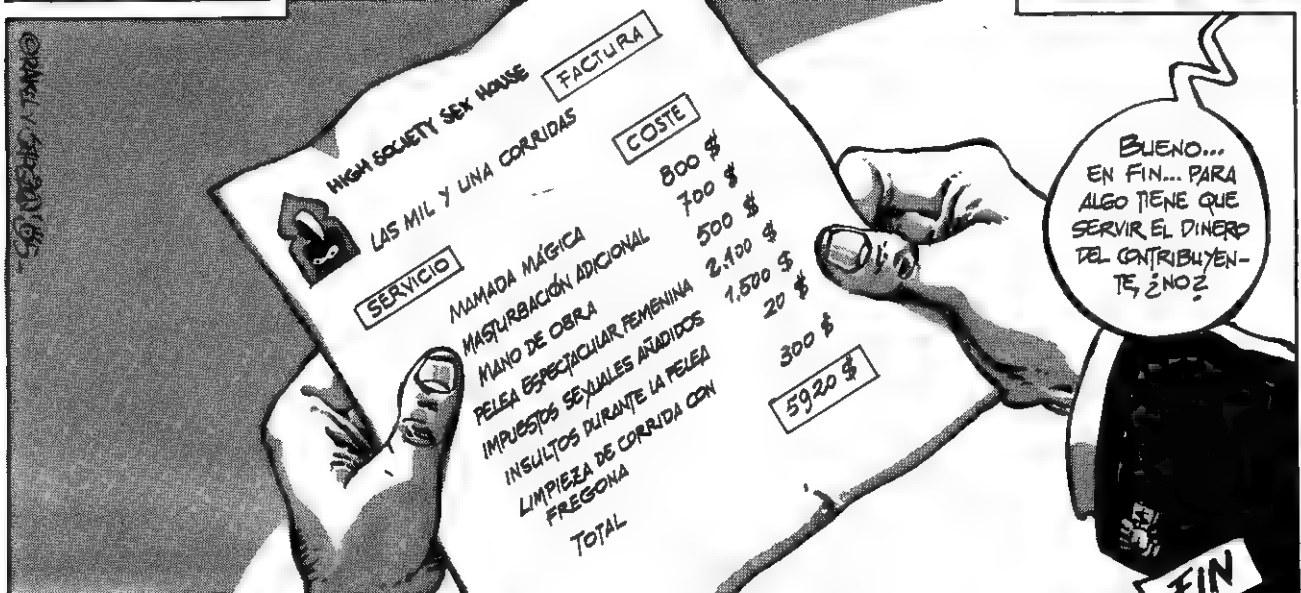 HIGH SOCIETY SEX HOUSE
FACTURA
LAS MIL Y UNA CORRIDAS
SERVICIO
COSTE
MAMADA MÁGICA 800 $
MASTURBACIÓN ADICIONAL 700 $
MANO DE OBRA 500 $
PELEA ESPECTACULAR FEMENINA 2.100 $
IMPUESTOS SEXUALES AÑADIDOS 1,500 $
INSULTOS DURANTE LA PELEA 20 $
LIMPIEZA DE CORRIDA CON
FREGONA 300 $
TOTAL 5920 $
BUENO...
EN FIN... PARA
ALGO TIENE QUE
SERVIR EL DINERO
DEL CONTRIBUYEN-
TE, ¿NO?
FIN